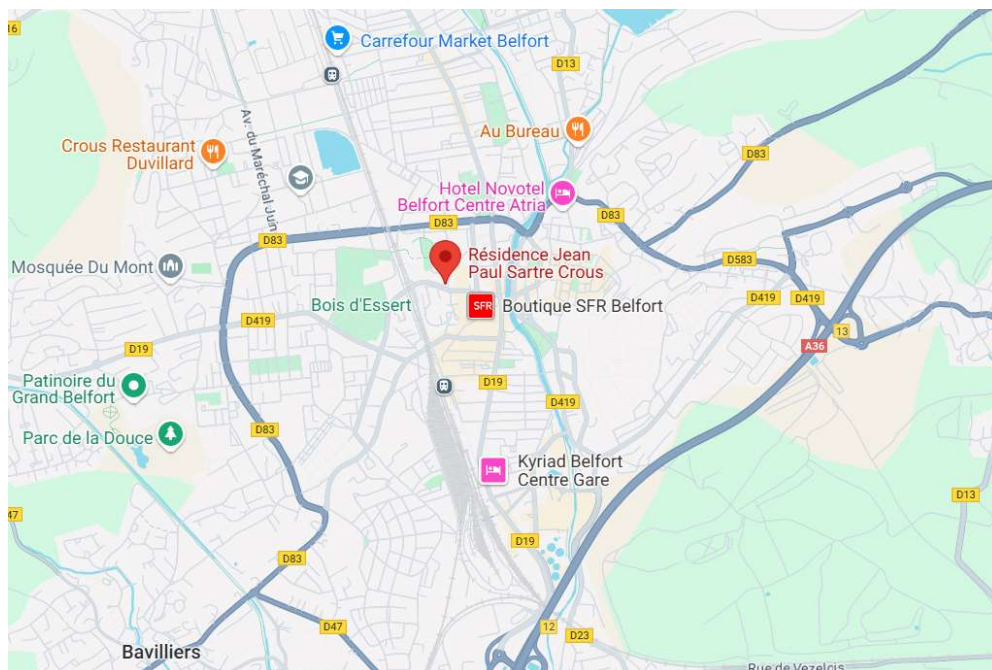 16
Carrefour Market Belfort
D13
Av. du Maréchal Juin
Crous Restaurant
Duvillard
Au Bureau
D83
Hotel Novotel
Belfort Centre Atria
D83
D83
D83
Mosquée Du Mont
Résidence Jean
Paul Sartre Crous
D583
Bois d'Essert
SFR
Boutique SFR Belfort
D419
D419
D419
13
A36
D19
Patinoire du
Grand Belfort
D19
D419
Parc de la Douce
D83
Kyriad Belfort
Centre Gare
D13
47
D19
D83
D47
12
D23
Bavilliers
Rue de Vezelois